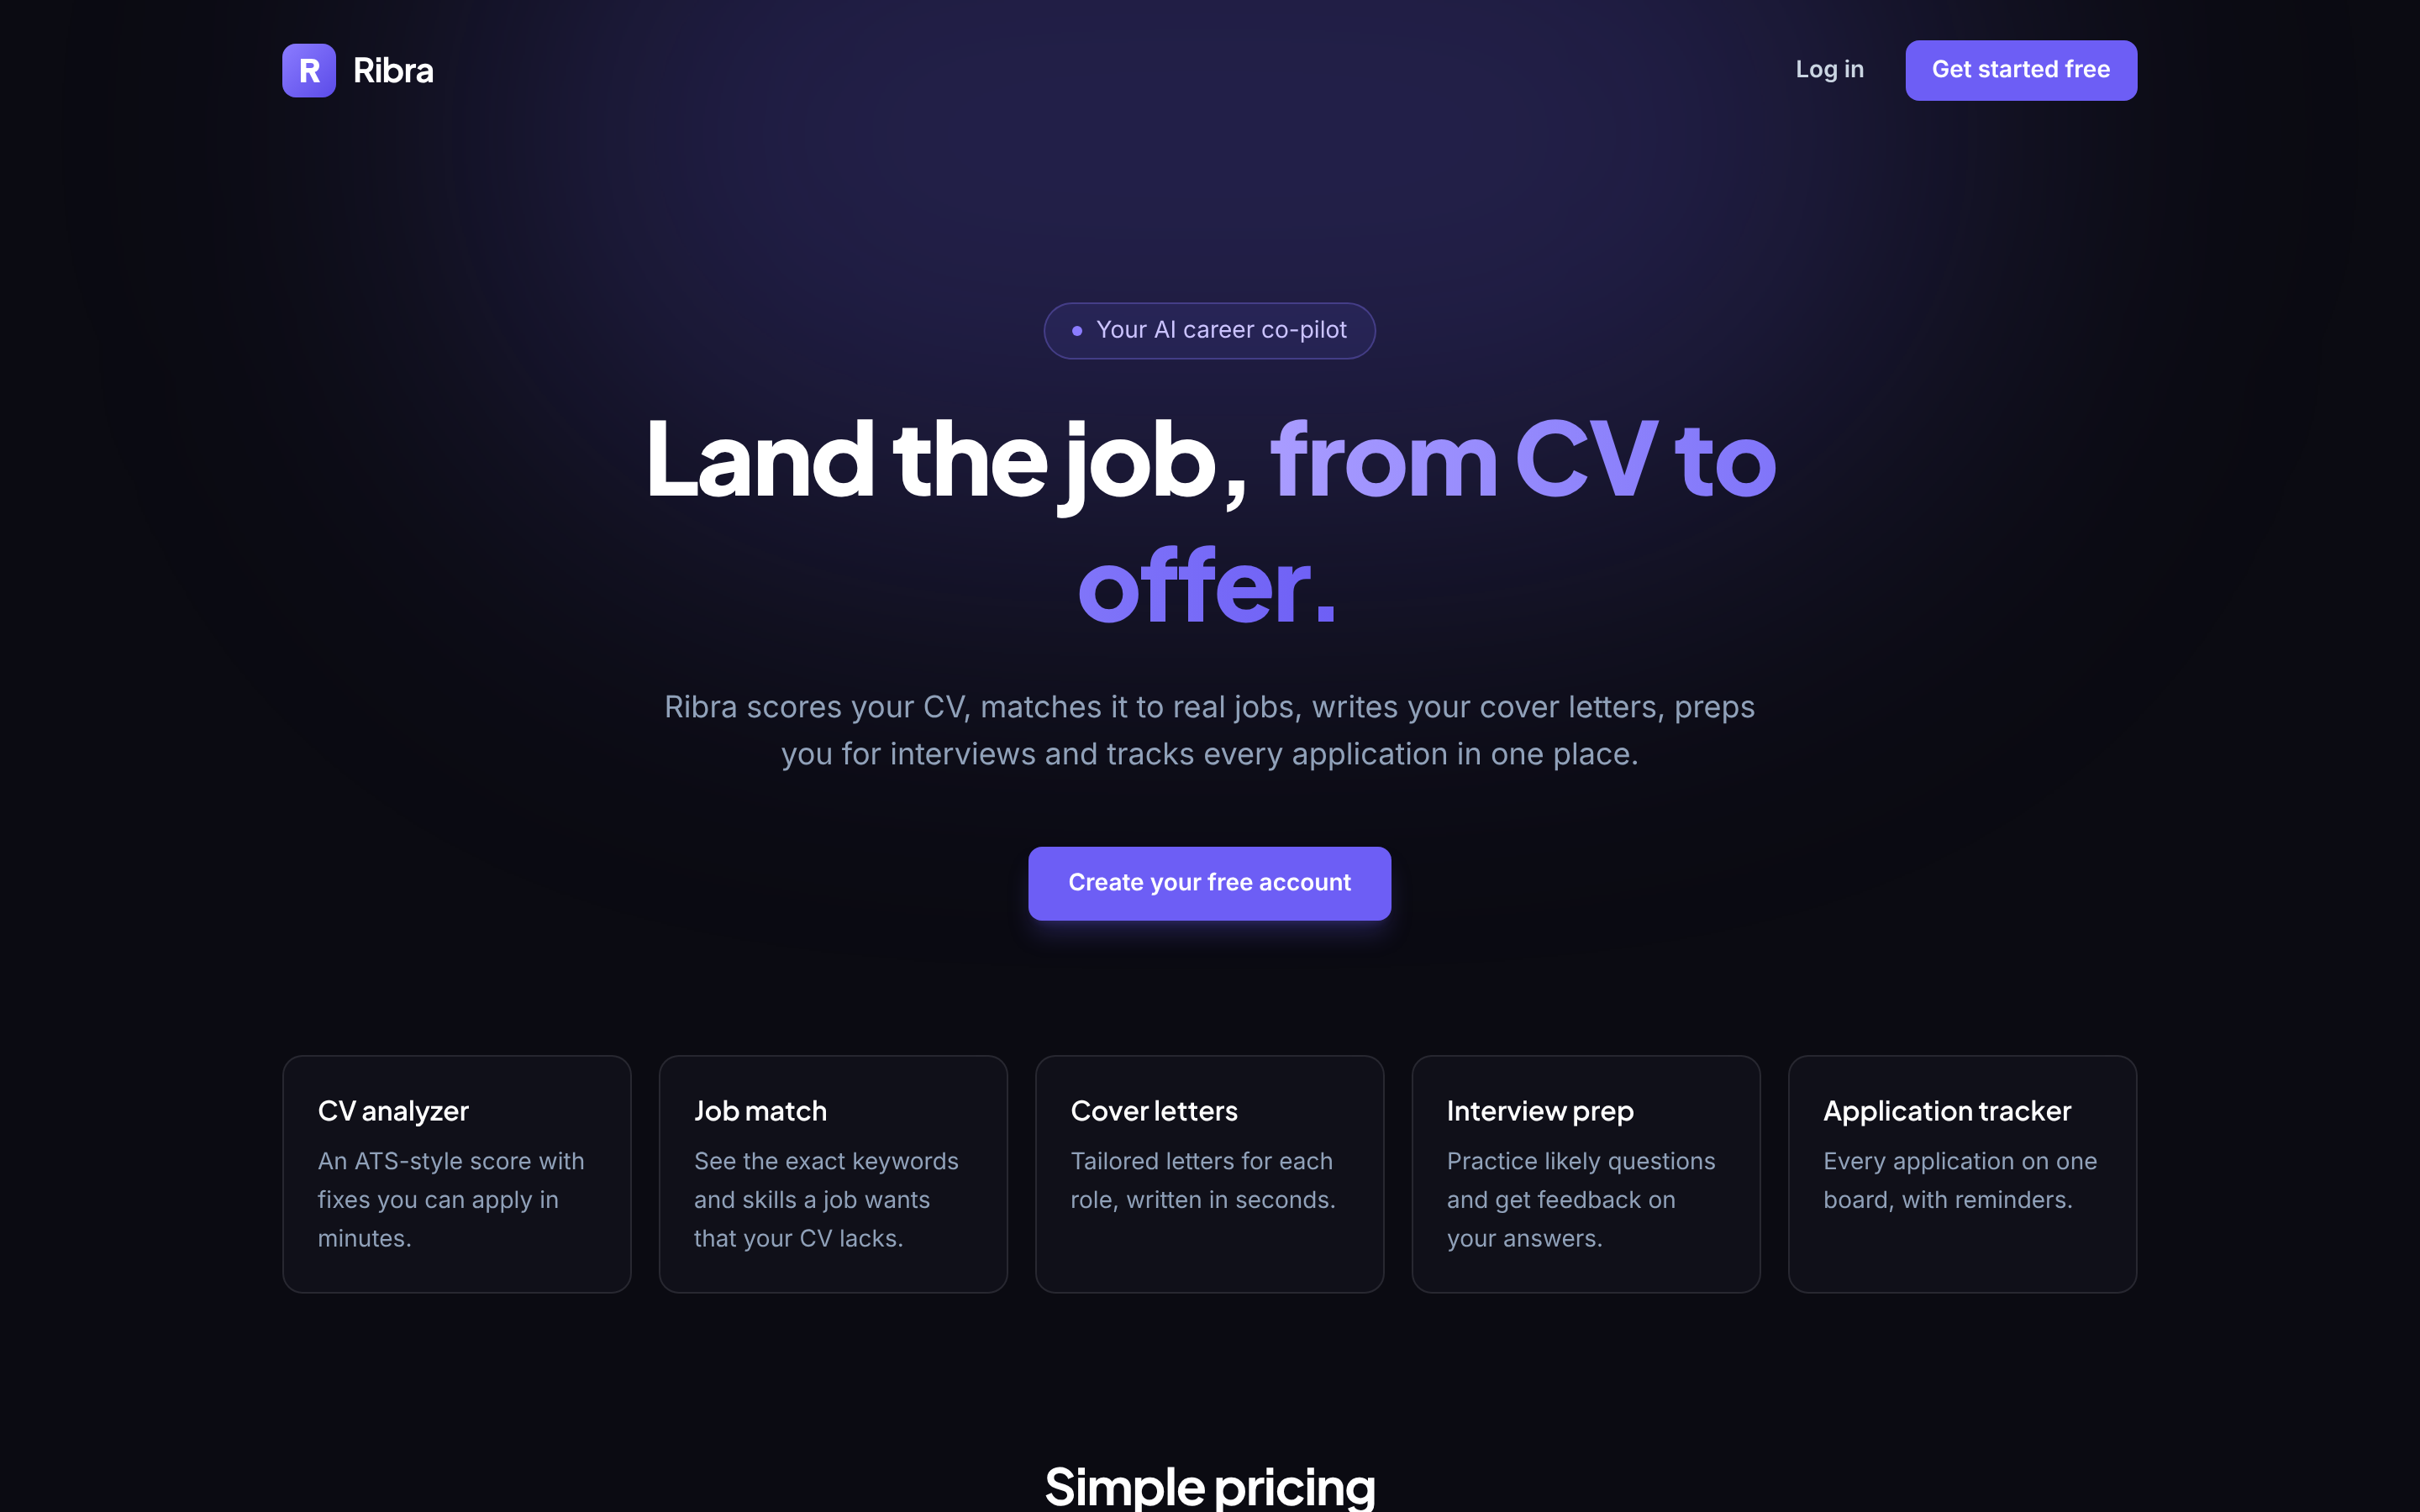 R Ribra
Log in
Get started free
Your AI career co-pilot
Land the job, from CV to
offer.
Ribra scores your CV, matches it to real jobs, writes your cover letters, preps
you for interviews and tracks every application in one place.
Create your free account
CV analyzer
An ATS-style score with
fixes you can apply in
minutes.
Job match
See the exact keywords
and skills a job wants
that your CV lacks.
Cover letters
Tailored letters for each
role, written in seconds.
Interview prep
Practice likely questions
and get feedback on
your answers.
Application tracker
Every application on one
board, with reminders.
Simple pricing